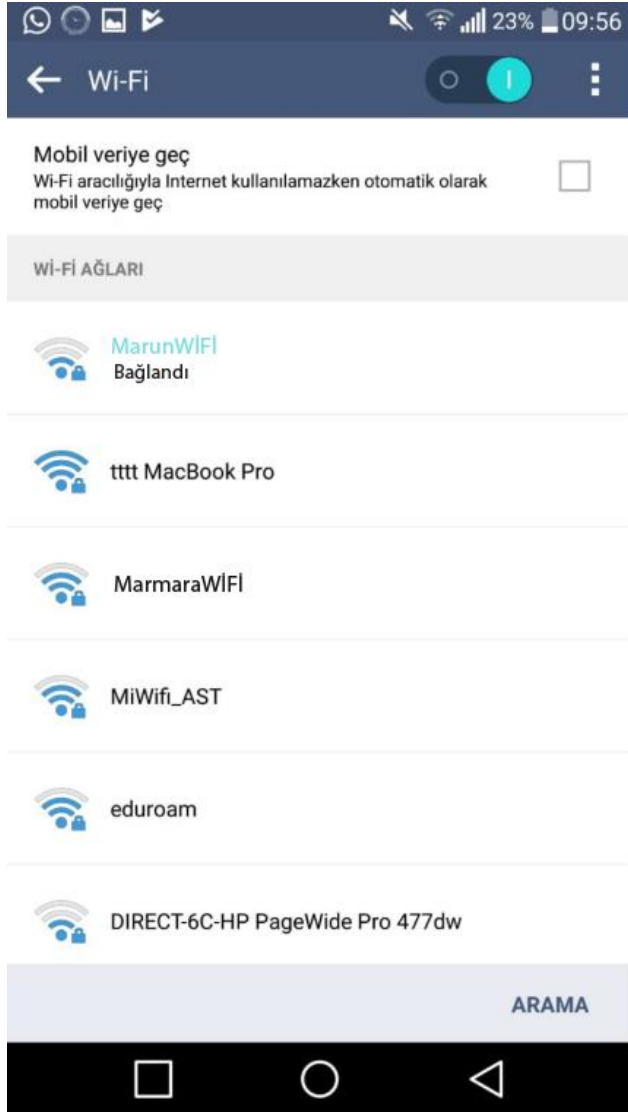 23% 09:56
Wi-Fi
Mobil veriye geç
Wi-Fi aracılığıyla Internet kullanılamazken otomatik olarak
mobil veriye geç
Wİ-Fİ AĞLARI
MarunWİFİ
Bağlandı
tttt MacBook Pro
MarmaraWİFİ
MiWifi_AST
eduroam
DIRECT-6C-HP PageWide Pro 477dw
ARAMA